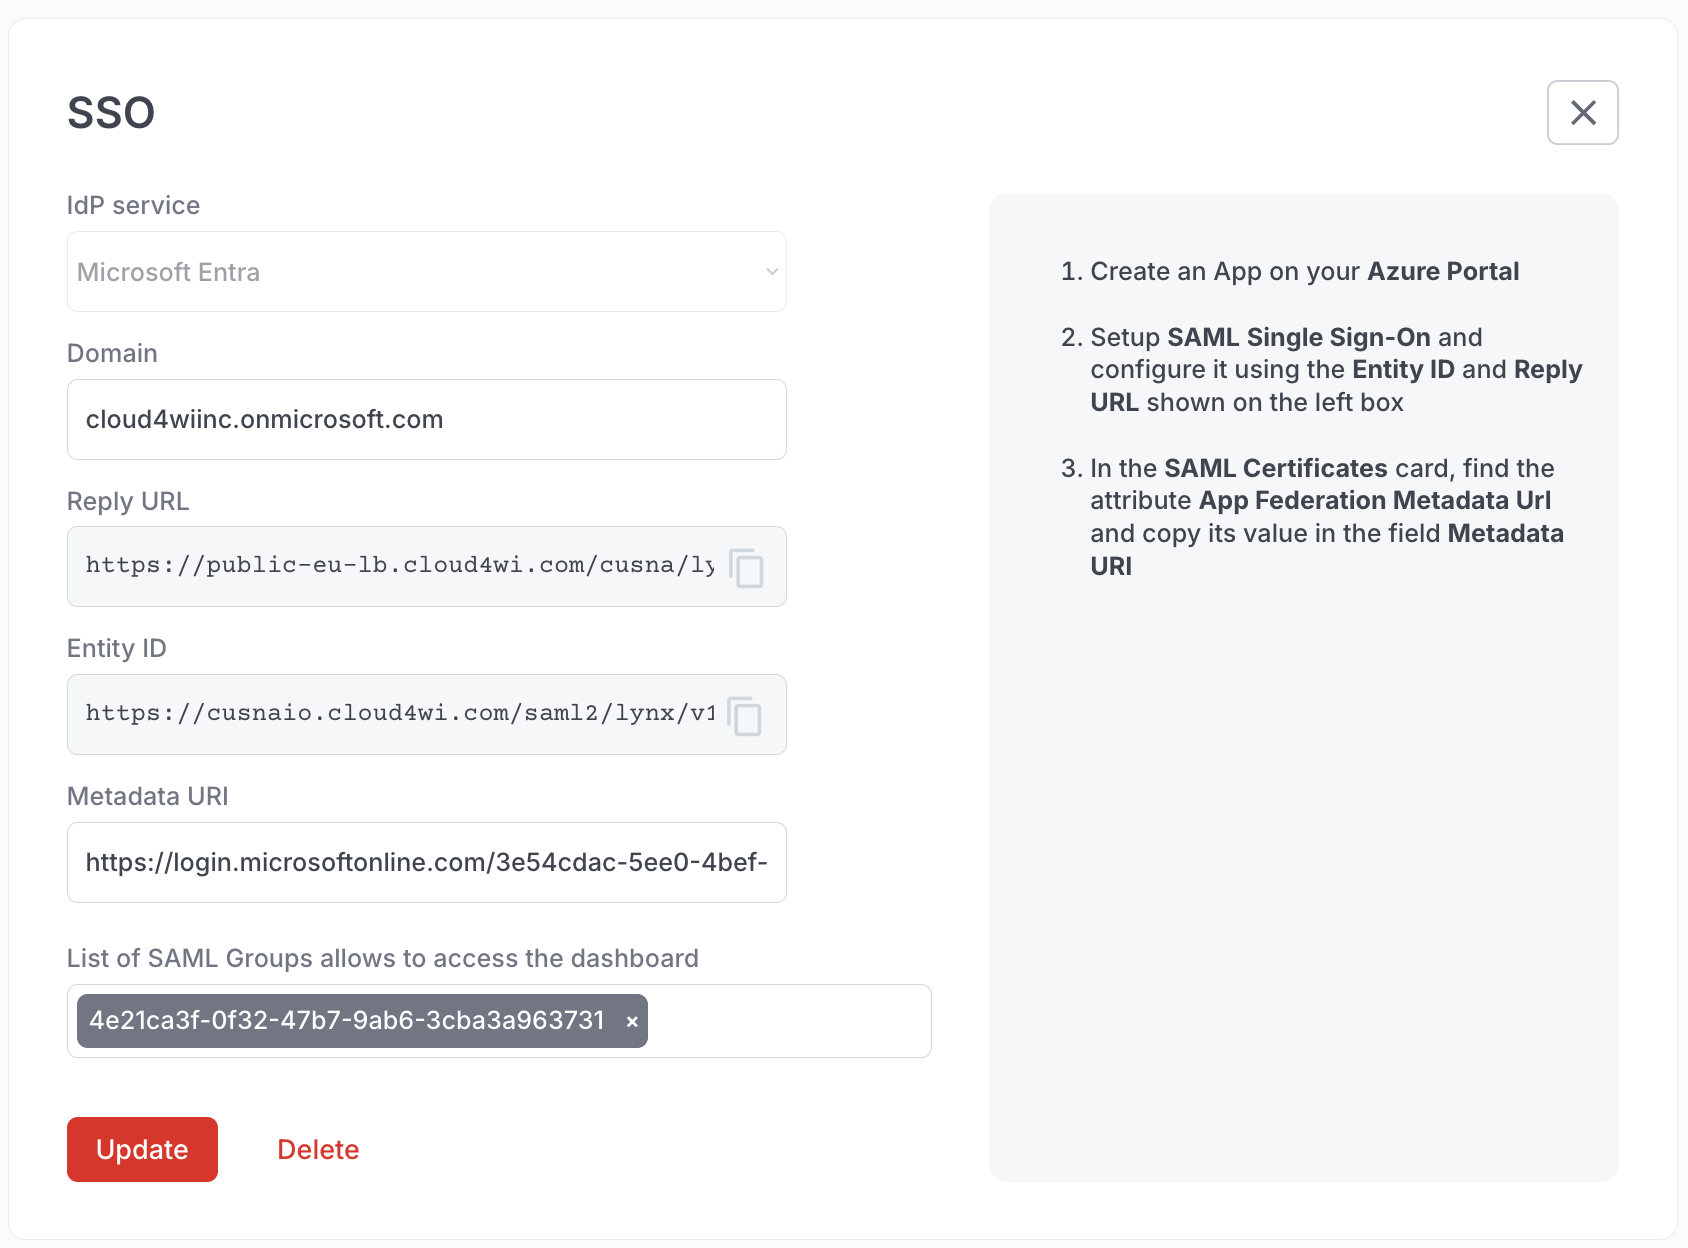 SSO
IdP service
Microsoft Entra
Domain
cloud4wiinc.onmicrosoft.com
Reply URL
https://public-eu-lb.cloud4wi.com/cusna/ly
Entity ID
https://cusnaio.cloud4wi.com/saml2/lynx/v1
Metadata URI
https://login.microsoftonline.com/3e54cdac-5ee0-4bef-
List of SAML Groups allows to access the dashboard
4e21ca3f-0f32-47b7-9ab6-3cba3a963731 ×
Update Delete
1. Create an App on your Azure Portal
2. Setup SAML Single Sign-On and
configure it using the Entity ID and Reply
URL shown on the left box
3. In the SAML Certificates card, find the
attribute App Federation Metadata Url
and copy its value in the field Metadata
URI